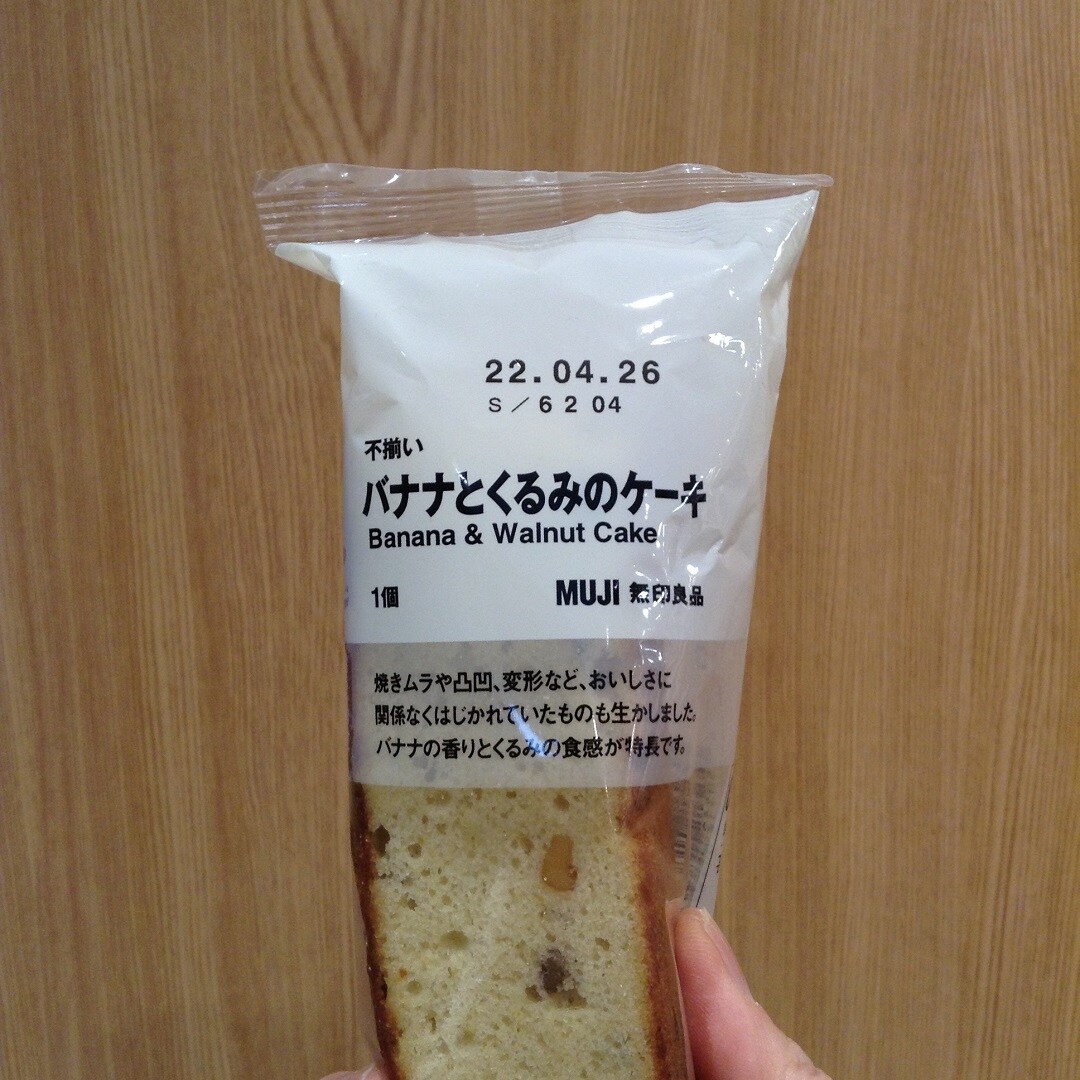 22.04.26
S/6 2 04
不揃い
バナナとくるみのケーキ
Banana & Walnut Cake
1個 MUJI 無印良品
焼きムラや凸凹、変形など、おいしさに
関係なくはじかれていたものも生かしました。
バナナの香りとくるみの食感が特長です。